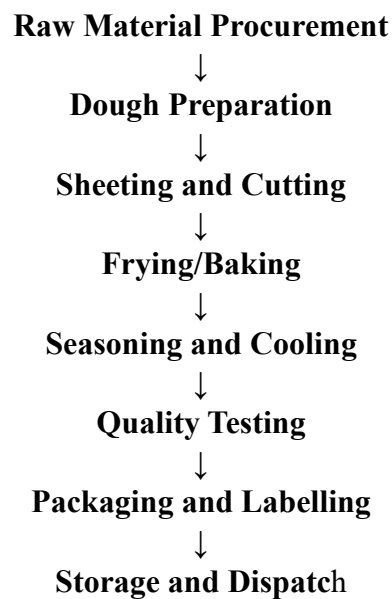 Raw Material Procurement
↓
Dough Preparation
↓
Sheeting and Cutting
↓
Frying/Baking
↓
Seasoning and Cooling
↓
Quality Testing
↓
Packaging and Labelling
↓
Storage and Dispatch